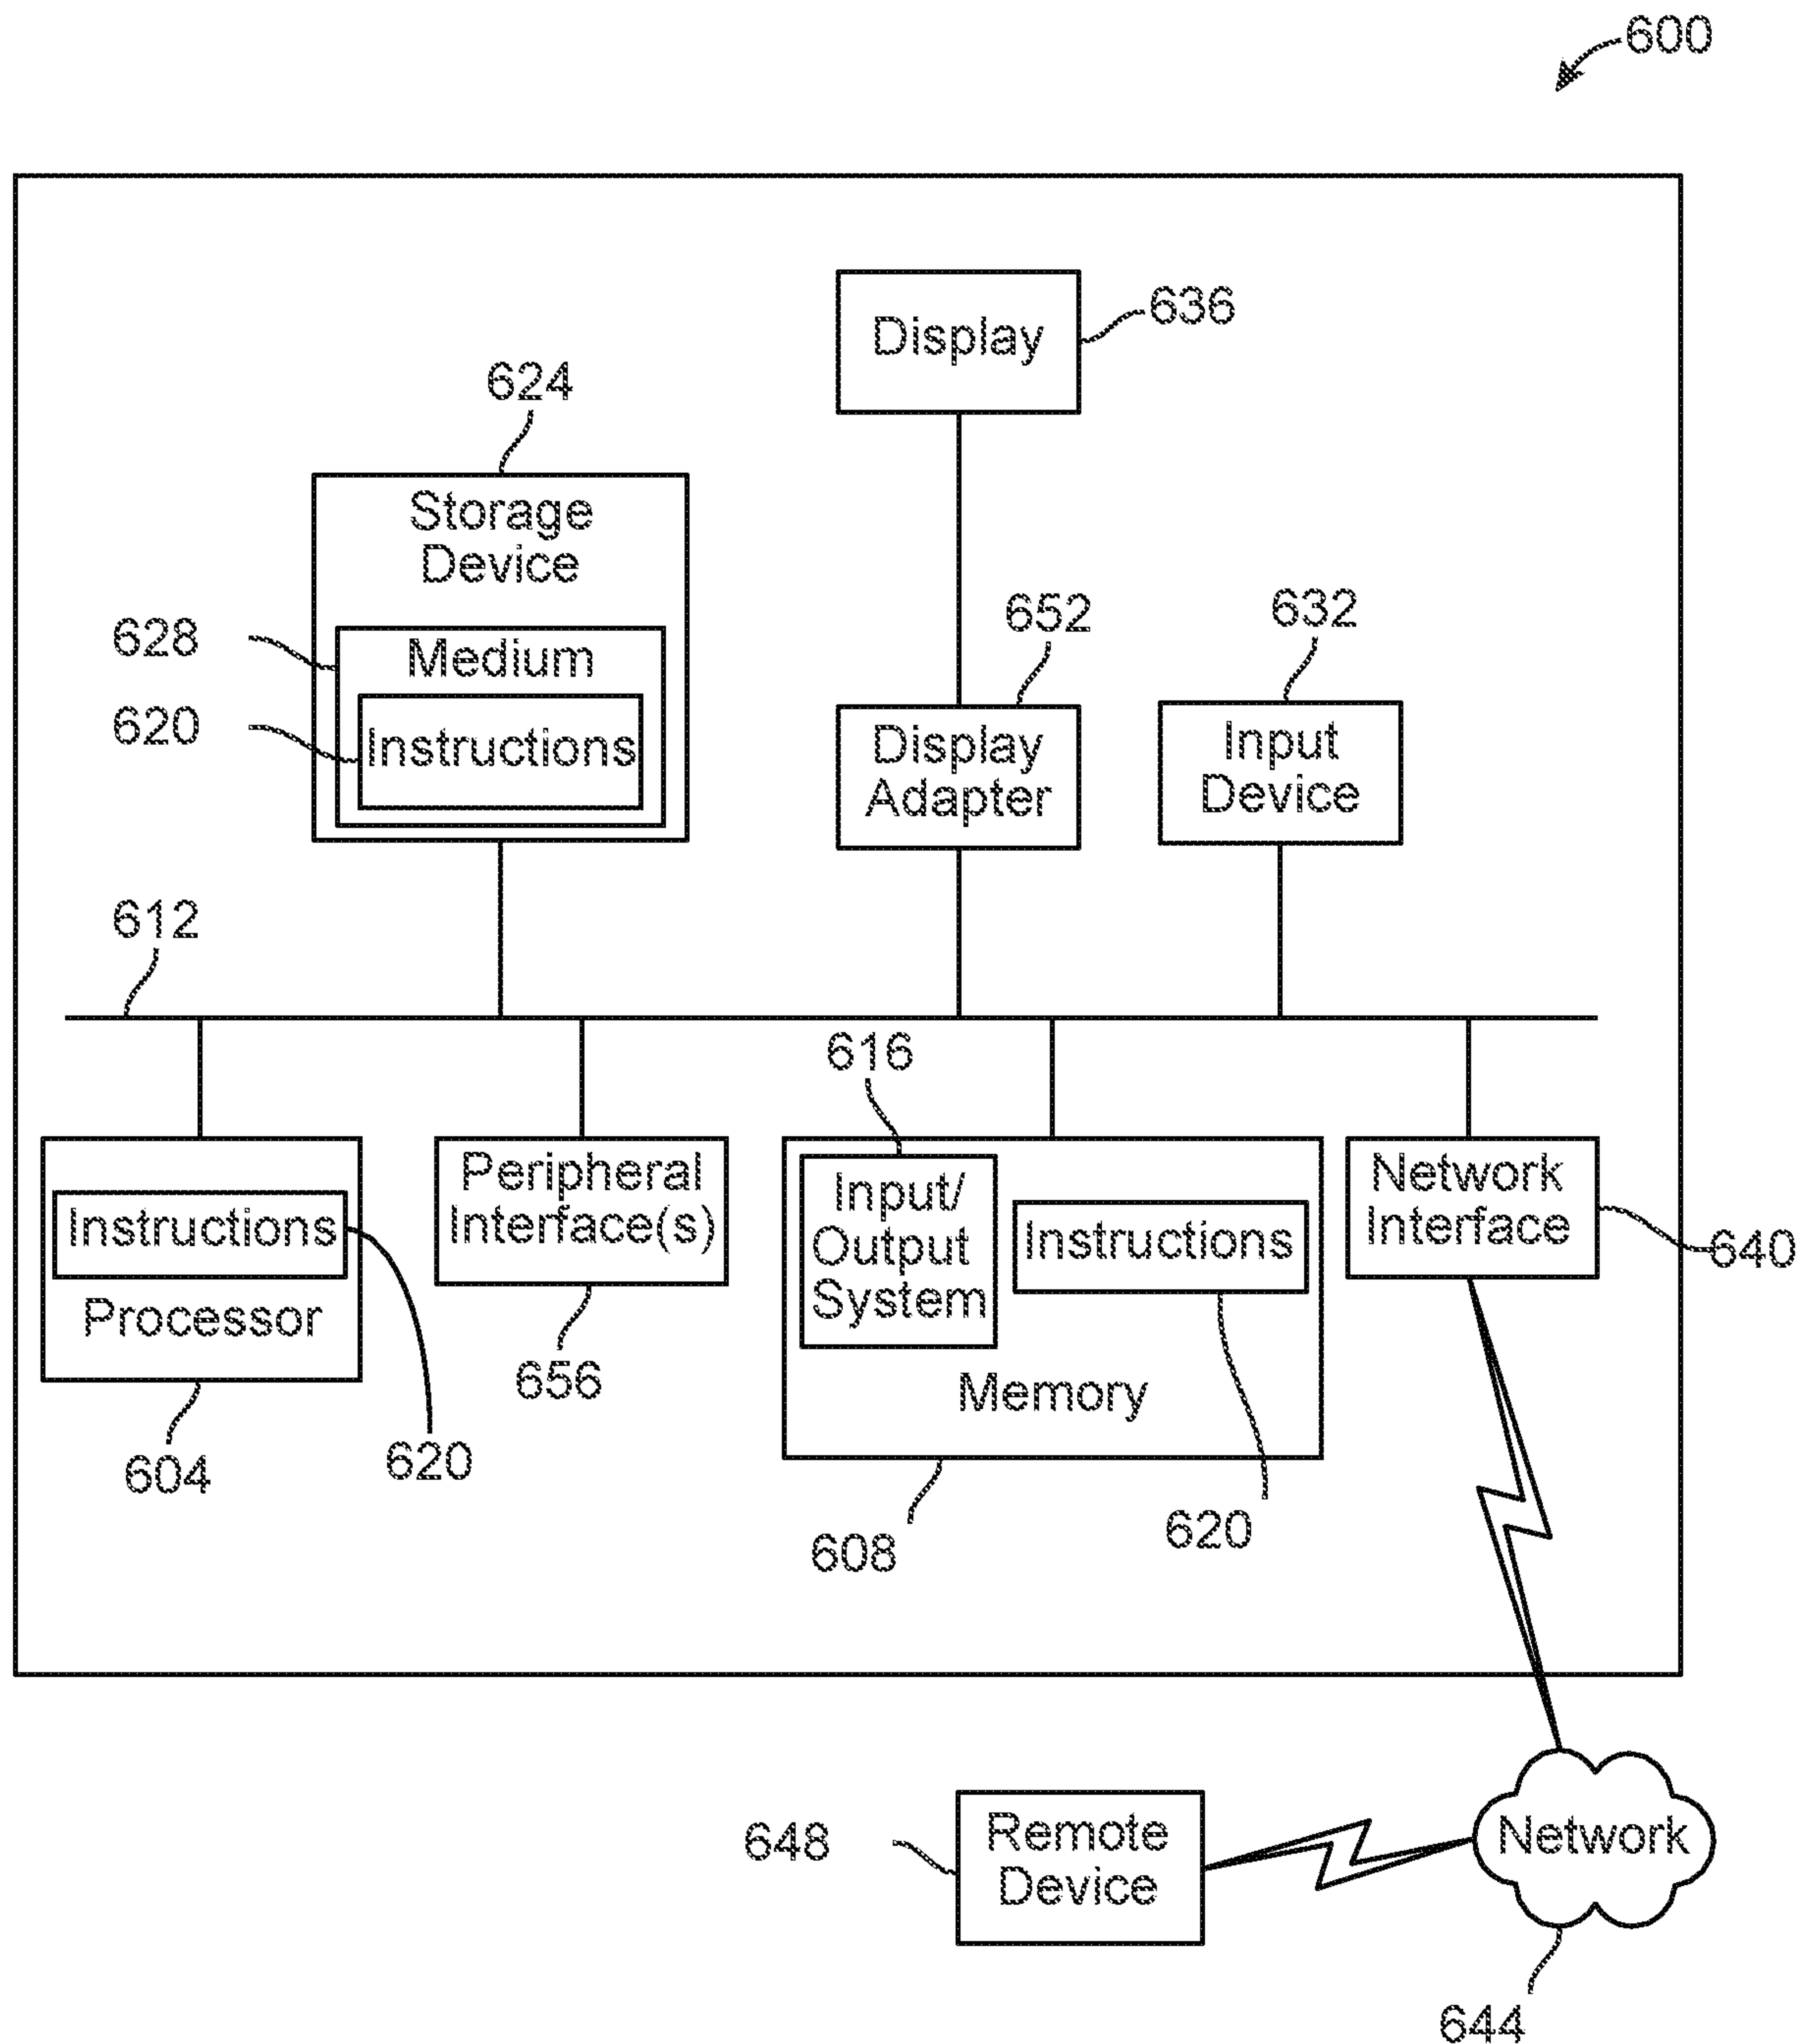 600
Display
636
624
Storage
Device
628
Medium
620
Instructions
652
Display
Adapter
632
Input
Device
612
616
Instructions
Processor
604
620
Peripheral
Interface(s)
656
Input/
Output
System
Instructions
Memory
608
620
Network
Interface
640
648
Remote
Device
Network
644